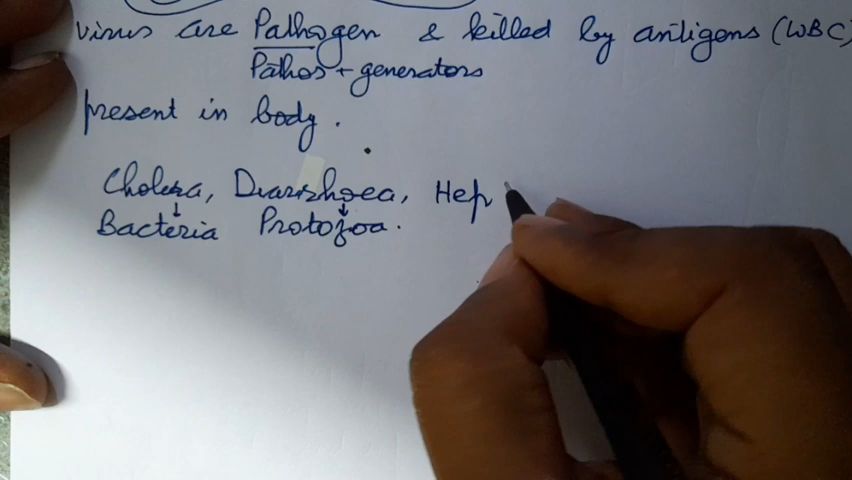 virus are Pathogen & killed by antigens (WBC)
Pathos + generators
present in body.
Cholera, Diarrhoea, Hep
Bacteria Protozoa.